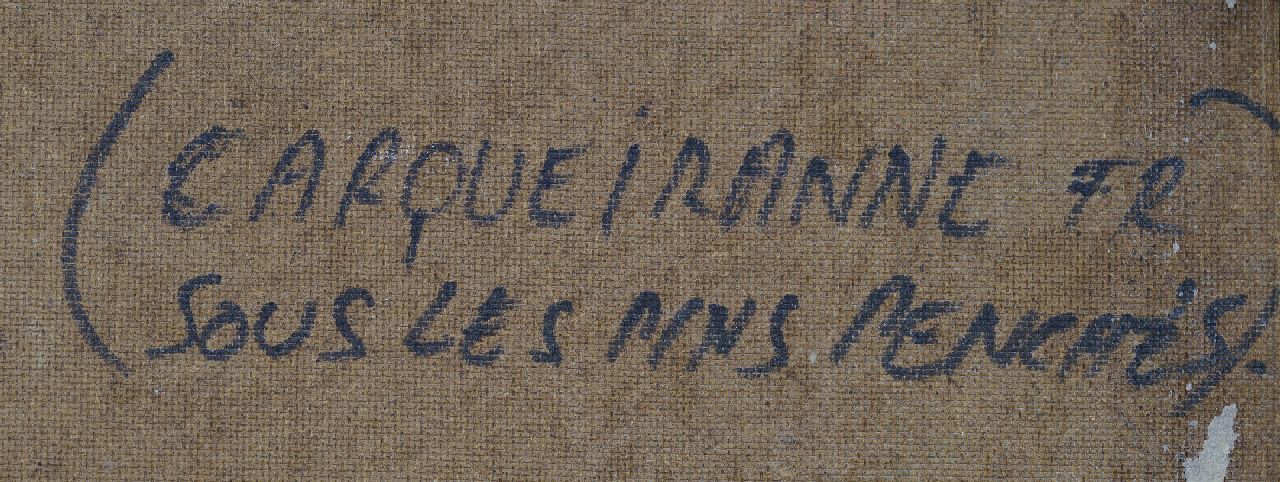 (CARQUEiRANNE FR
SOUS LES PINS PENCHÉS).